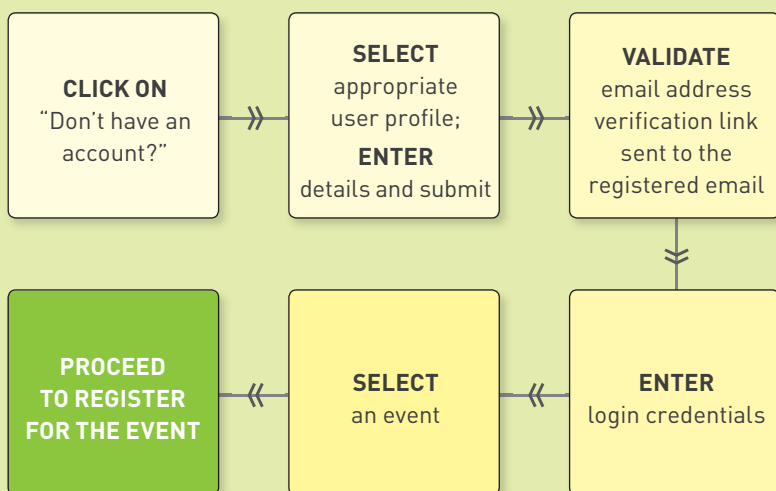 CLICK ON
“Don’t have an
account?”
SELECT
appropriate
user profile;
ENTER
details and submit
VALIDATE
email address
verification link
sent to the
registered email
ENTER
login credentials
SELECT
an event
PROCEED
TO REGISTER
FOR THE EVENT